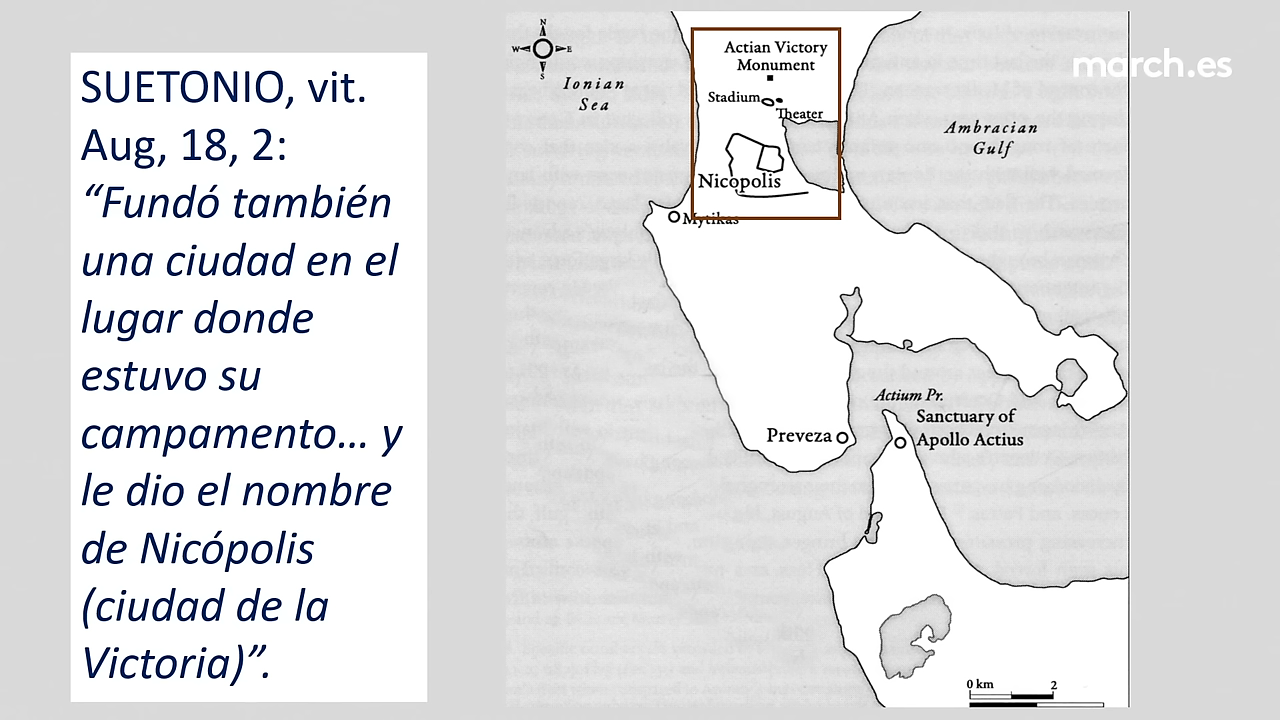 SUETONIO, vit.
Aug, 18, 2:
“Fundó también
una ciudad en el
lugar donde
estuvo su
campamento... y
le dio el nombre
de Nicópolis
(ciudad de la
Victoria)”.
N
W E
S
Ionian
Sea
Actian Victory
Monument
Stadium
Theater
Nicopolis
Mytikas
march.es
Ambracian
Gulf
Actium Pr.
Sanctuary of
Apollo Actius
Preveza
0 km 2